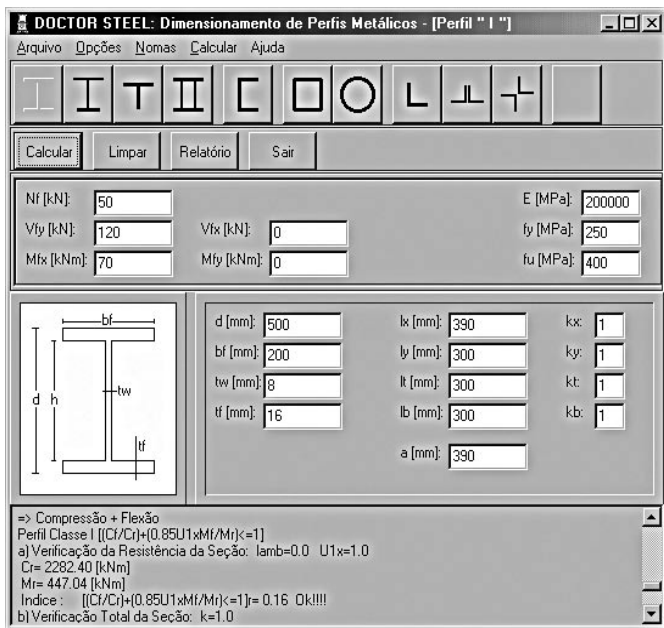 DOCTOR STEEL: Dimensionamento de Perfis Metálicos - [Perfil " I "]
Arquivo Opções Nomas Calcular Ajuda
Calcular Limpar Relatório Sair
Nf [kN]: 50 E [MPa]: 200000
Vfy [kN]: 120 Vfx [kN]: 0 fy [MPa]: 250
Mfx [kNm]: 70 Mfy [kNm]: 0 fu [MPa]: 400
bf
tw
d h
tf
d [mm]: 500 lx [mm]: 390 kx: 1
bf [mm]: 200 ly [mm]: 300 ky: 1
tw [mm]: 8 lt [mm]: 300 kt: 1
tf [mm]: 16 lb [mm]: 300 kb: 1
a [mm]: 390
=> Compressão + Flexão
Perfil Classe I [(Cf/Cr)+(0.85U1xMf/Mr)<=1]
a) Verificação da Resistência da Seção: lamb=0.0 U1x=1.0
Cr= 2282.40 [kNm]
Mr= 447.04 [kNm]
Indice : [(Cf/Cr)+(0.85U1xMf/Mr)<=1]r= 0.16 Ok!!!!
b) Verificação Total da Seção: k=1.0